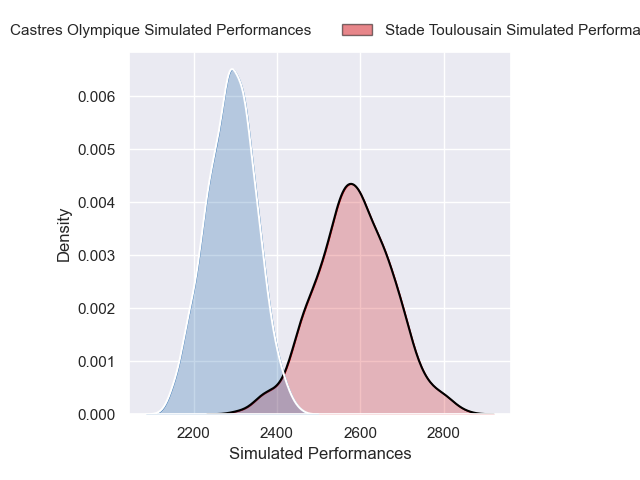 Castres Olympique Simulated Performances
Stade Toulousain Simulated Performa
0.006
0.005
0.004
0.003
0.002
0.001
0.000
Density
2200 2400 2600 2800
Simulated Performances